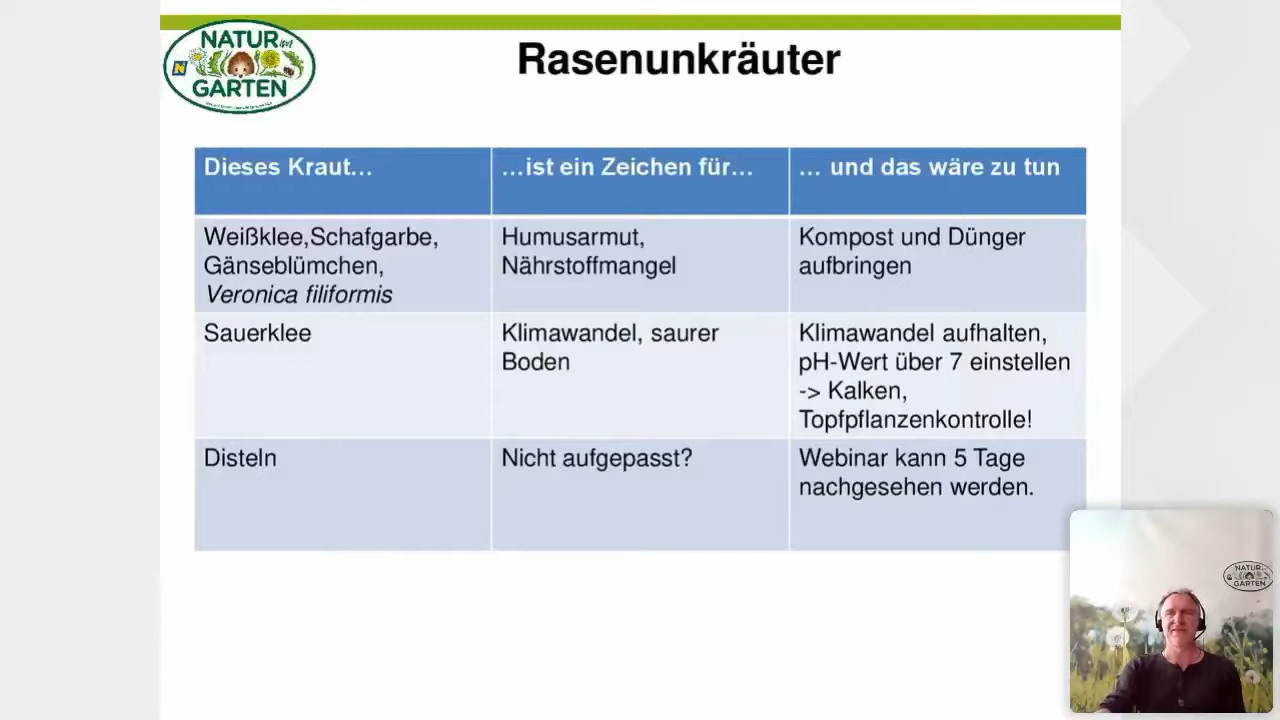 NATUR im
GARTEN
N
Rasenunkräuter
Dieses Kraut…
…ist ein Zeichen für…
… und das wäre zu tun
Weißklee,Schafgarbe,
Gänseblümchen,
Veronica filiformis
Humusarmut,
Nährstoffmangel
Kompost und Dünger
aufbringen
Sauerklee
Klimawandel, saurer
Boden
Klimawandel aufhalten,
pH-Wert über 7 einstellen
-> Kalken,
Topfpflanzenkontrolle!
Disteln
Nicht aufgepasst?
Webinar kann 5 Tage
nachgesehen werden.
NATUR
GARTEN